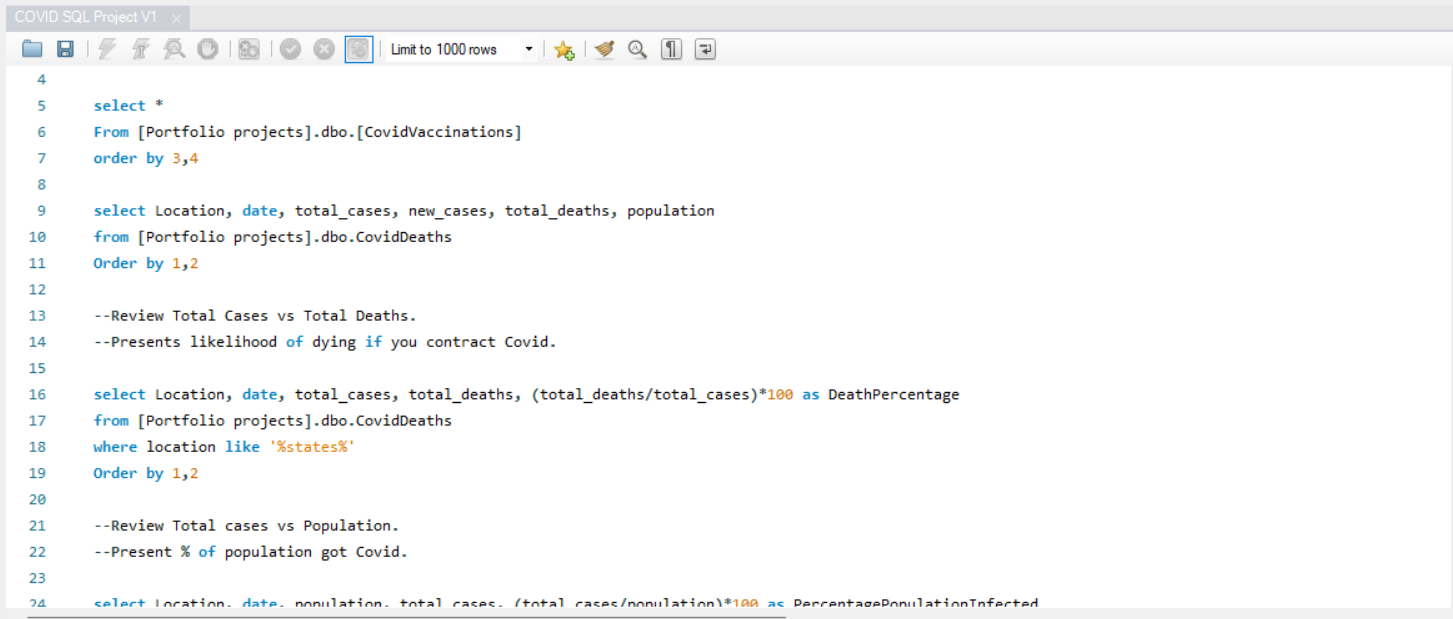 COVID SQL Project V1
Limit to 1000 rows
4
5 select *
6 From [Portfolio projects].dbo.[CovidVaccinations]
7 order by 3,4
8
9 select Location, date, total_cases, new_cases, total_deaths, population
10 from [Portfolio projects].dbo.CovidDeaths
11 Order by 1,2
12
13 --Review Total Cases vs Total Deaths.
14 --Presents likelihood of dying if you contract Covid.
15
16 select Location, date, total_cases, total_deaths, (total_deaths/total_cases)*100 as DeathPercentage
17 from [Portfolio projects].dbo.CovidDeaths
18 where location like '%states%'
19 Order by 1,2
20
21 --Review Total cases vs Population.
22 --Present % of population got Covid.
23
24 select Location, date, population, total_cases, (total_cases/population)*100 as PercentagePopulationInfected